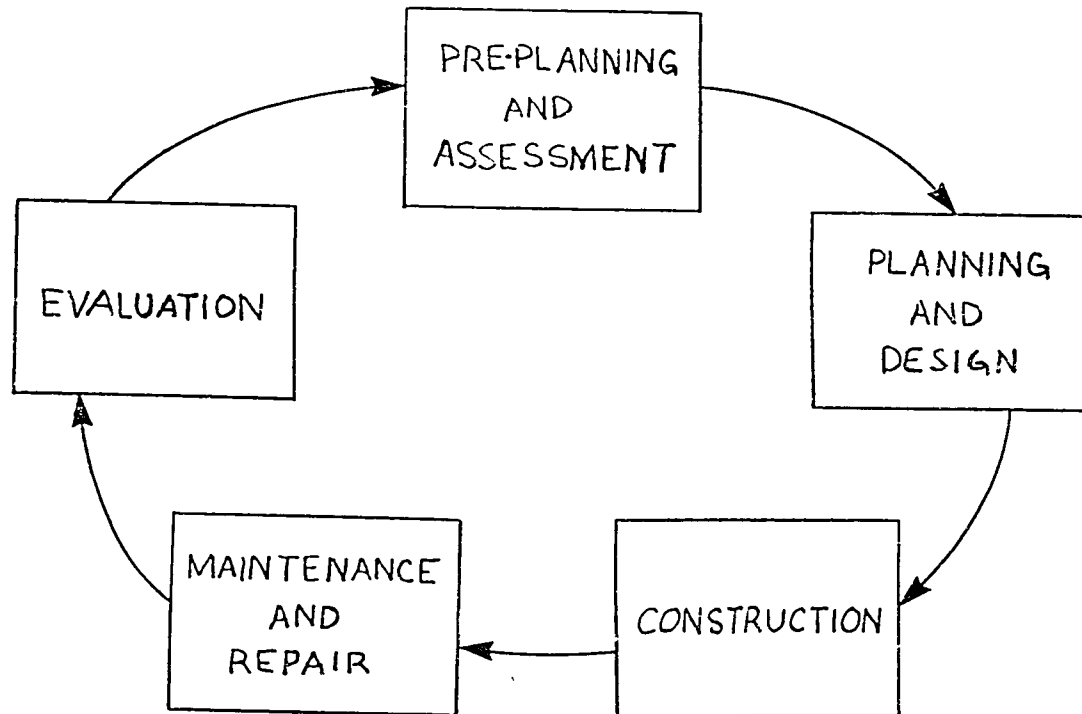 PRE-PLANNING
AND
ASSESSMENT
PLANNING
AND
DESIGN
CONSTRUCTION
MAINTENANCE
AND
REPAIR
EVALUATION